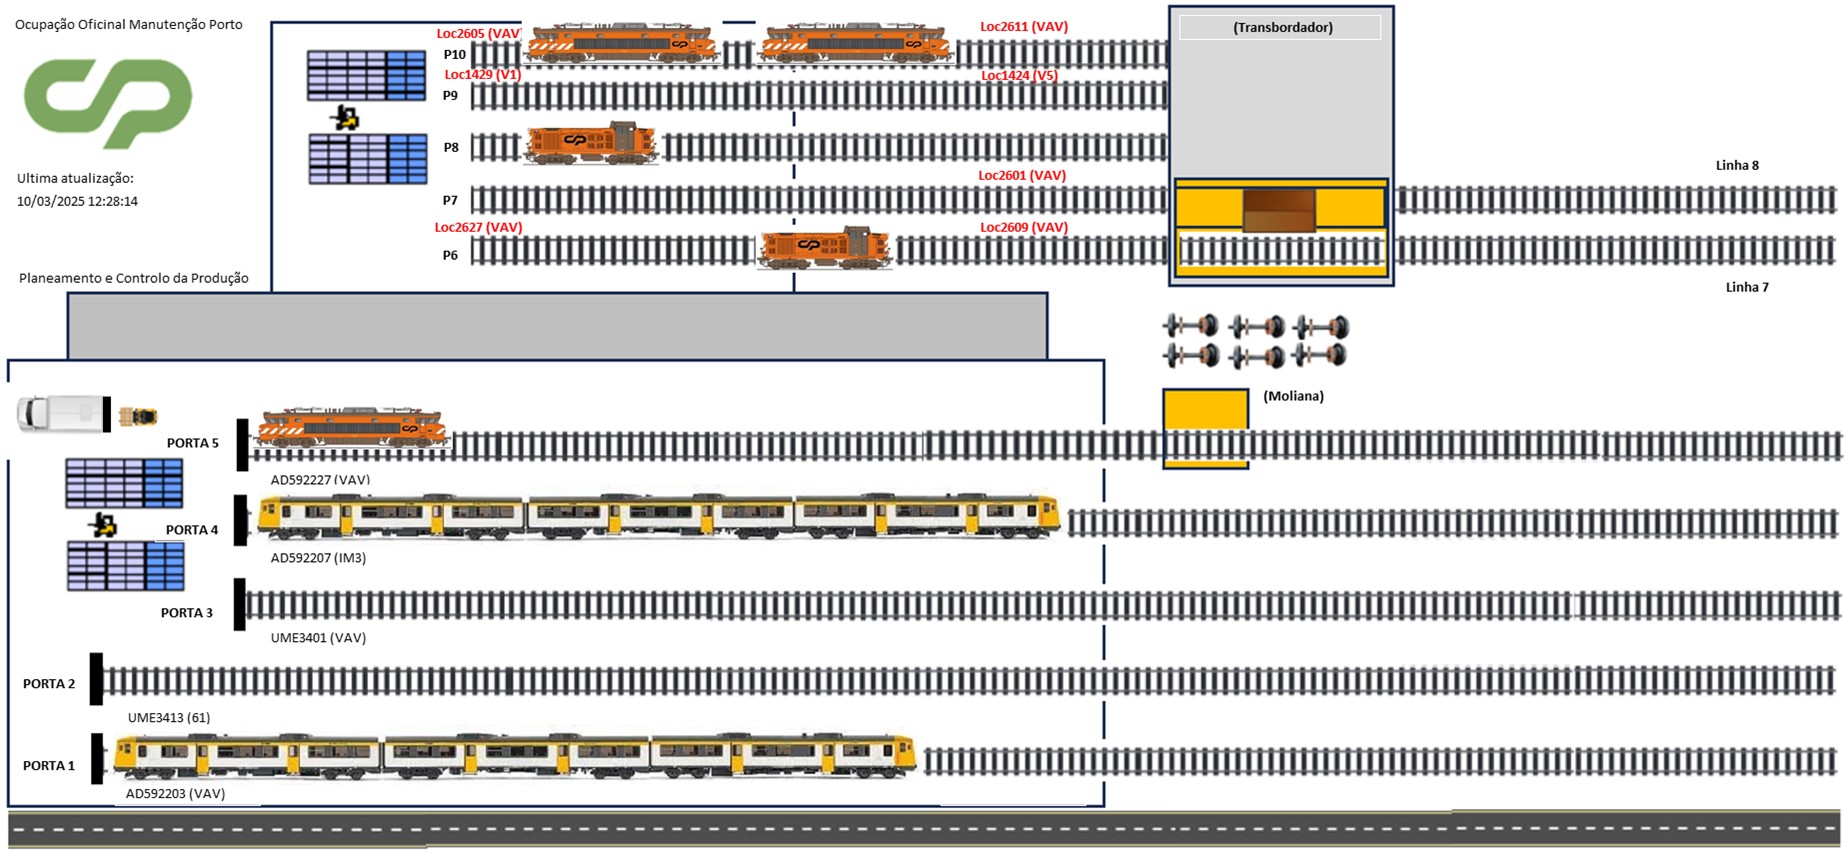 Ocupação Oficinal Manutenção Porto
Loc2605 (VAV)
Loc2611 (VAV)
(Transbordador)
P10
Loc1429 (V1)
Loc1424 (V5)
P9
P8
Ultima atualização:
10/03/2025 12:28:14
Loc2601 (VAV)
Linha 8
P7
Loc2627 (VAV)
Loc2609 (VAV)
P6
Planeamento e Controlo da Produção
Linha 7
(Moliana)
PORTA 5
AD592227 (VAV)
PORTA 4
AD592207 (IM3)
PORTA 3
UME3401 (VAV)
PORTA 2
UME3413 (61)
PORTA 1
AD592203 (VAV)